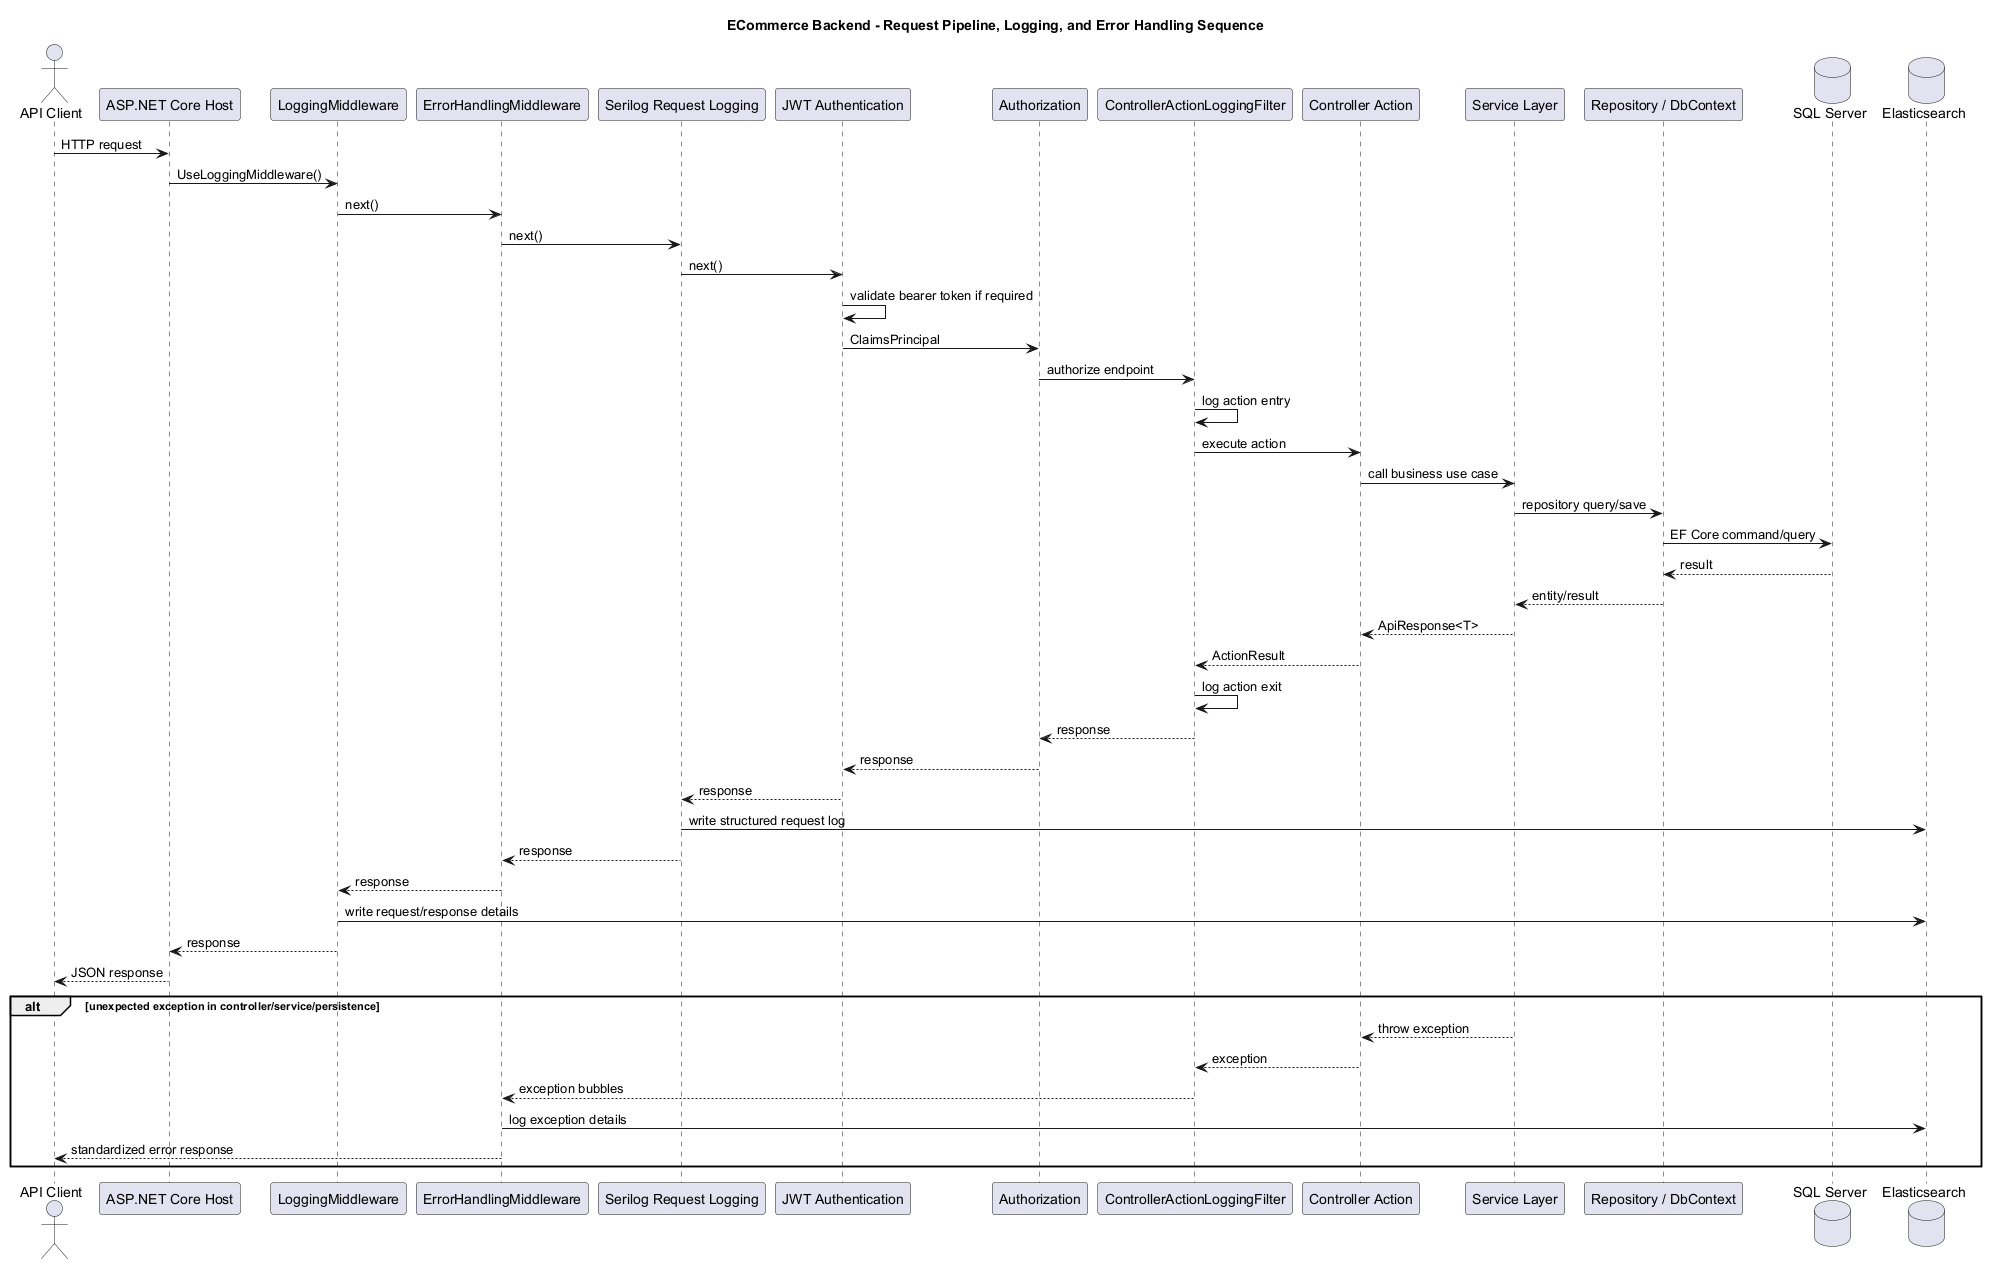 ECommerce Backend - Request Pipeline, Logging, and Error Handling Sequence
API Client
ASP.NET Core Host
LoggingMiddleware
ErrorHandlingMiddleware
Serilog Request Logging
JWT Authentication
Authorization
ControllerActionLoggingFilter
Controller Action
Service Layer
Repository / DbContext
SQL Server
Elasticsearch
HTTP request
UseLoggingMiddleware()
next()
next()
next()
validate bearer token if required
ClaimsPrincipal
authorize endpoint
log action entry
execute action
call business use case
repository query/save
EF Core command/query
result
entity/result
ApiResponse<T>
ActionResult
log action exit
response
response
response
write structured request log
response
response
write request/response details
response
JSON response
alt
[unexpected exception in controller/service/persistence]
throw exception
exception
exception bubbles
log exception details
standardized error response
API Client
ASP.NET Core Host
LoggingMiddleware
ErrorHandlingMiddleware
Serilog Request Logging
JWT Authentication
Authorization
ControllerActionLoggingFilter
Controller Action
Service Layer
Repository / DbContext
SQL Server
Elasticsearch